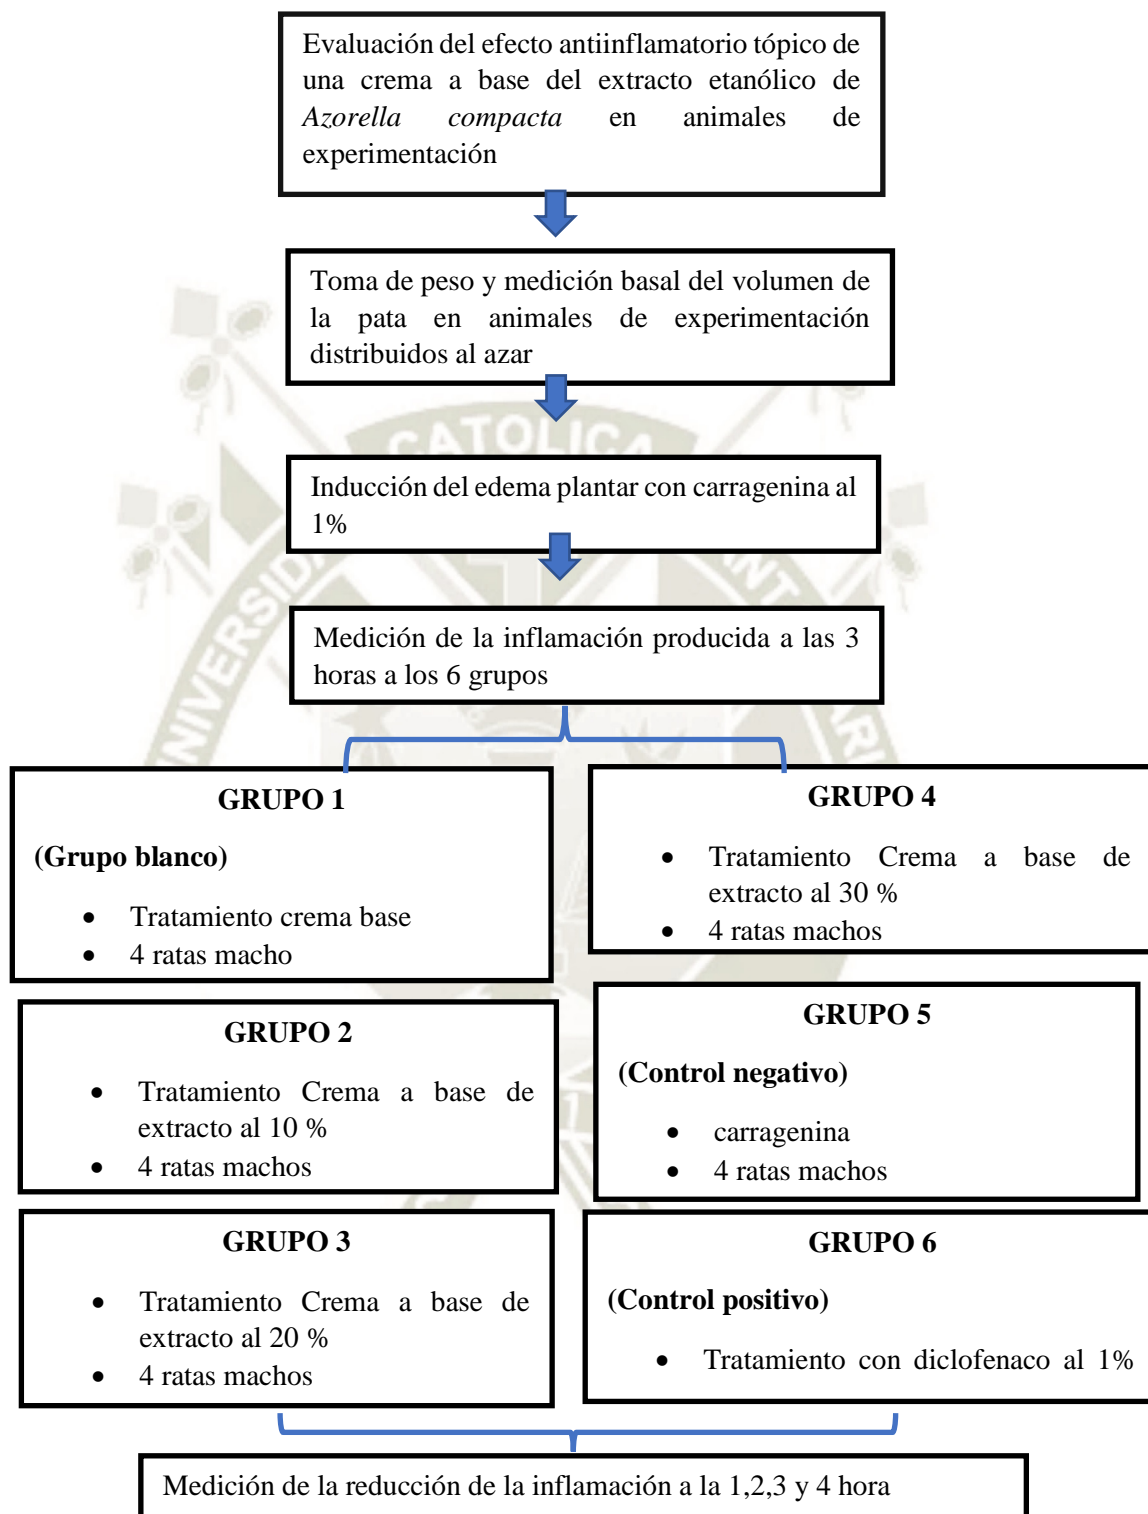 Evaluación del efecto antiinflamatorio tópico de
una crema a base del extracto etanólico de
Azorella compacta en animales de
experimentación
Toma de peso y medición basal del volumen de
la pata en animales de experimentación
distribuidos al azar
Inducción del edema plantar con carragenina al
1%
Medición de la inflamación producida a las 3
horas a los 6 grupos
GRUPO 1
(Grupo blanco)
• Tratamiento crema base
• 4 ratas macho
GRUPO 2
• Tratamiento Crema a base de
extracto al 10 %
• 4 ratas machos
GRUPO 3
• Tratamiento Crema a base de
extracto al 20 %
• 4 ratas machos
GRUPO 4
• Tratamiento Crema a base de
extracto al 30 %
• 4 ratas machos
GRUPO 5
(Control negativo)
• carragenina
• 4 ratas machos
GRUPO 6
(Control positivo)
• Tratamiento con diclofenaco al 1%
Medición de la reducción de la inflamación a la 1,2,3 y 4 hora